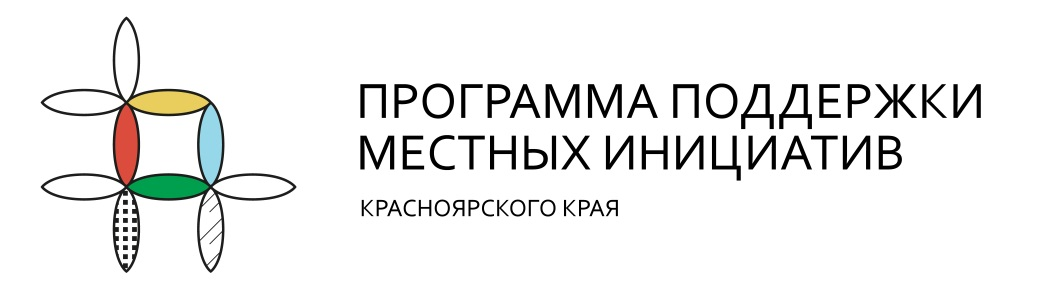 ПРОГРАММА ПОДДЕРЖКИ
МЕСТНЫХ ИНИЦИАТИВ
КРАСНОЯРСКОГО КРАЯ